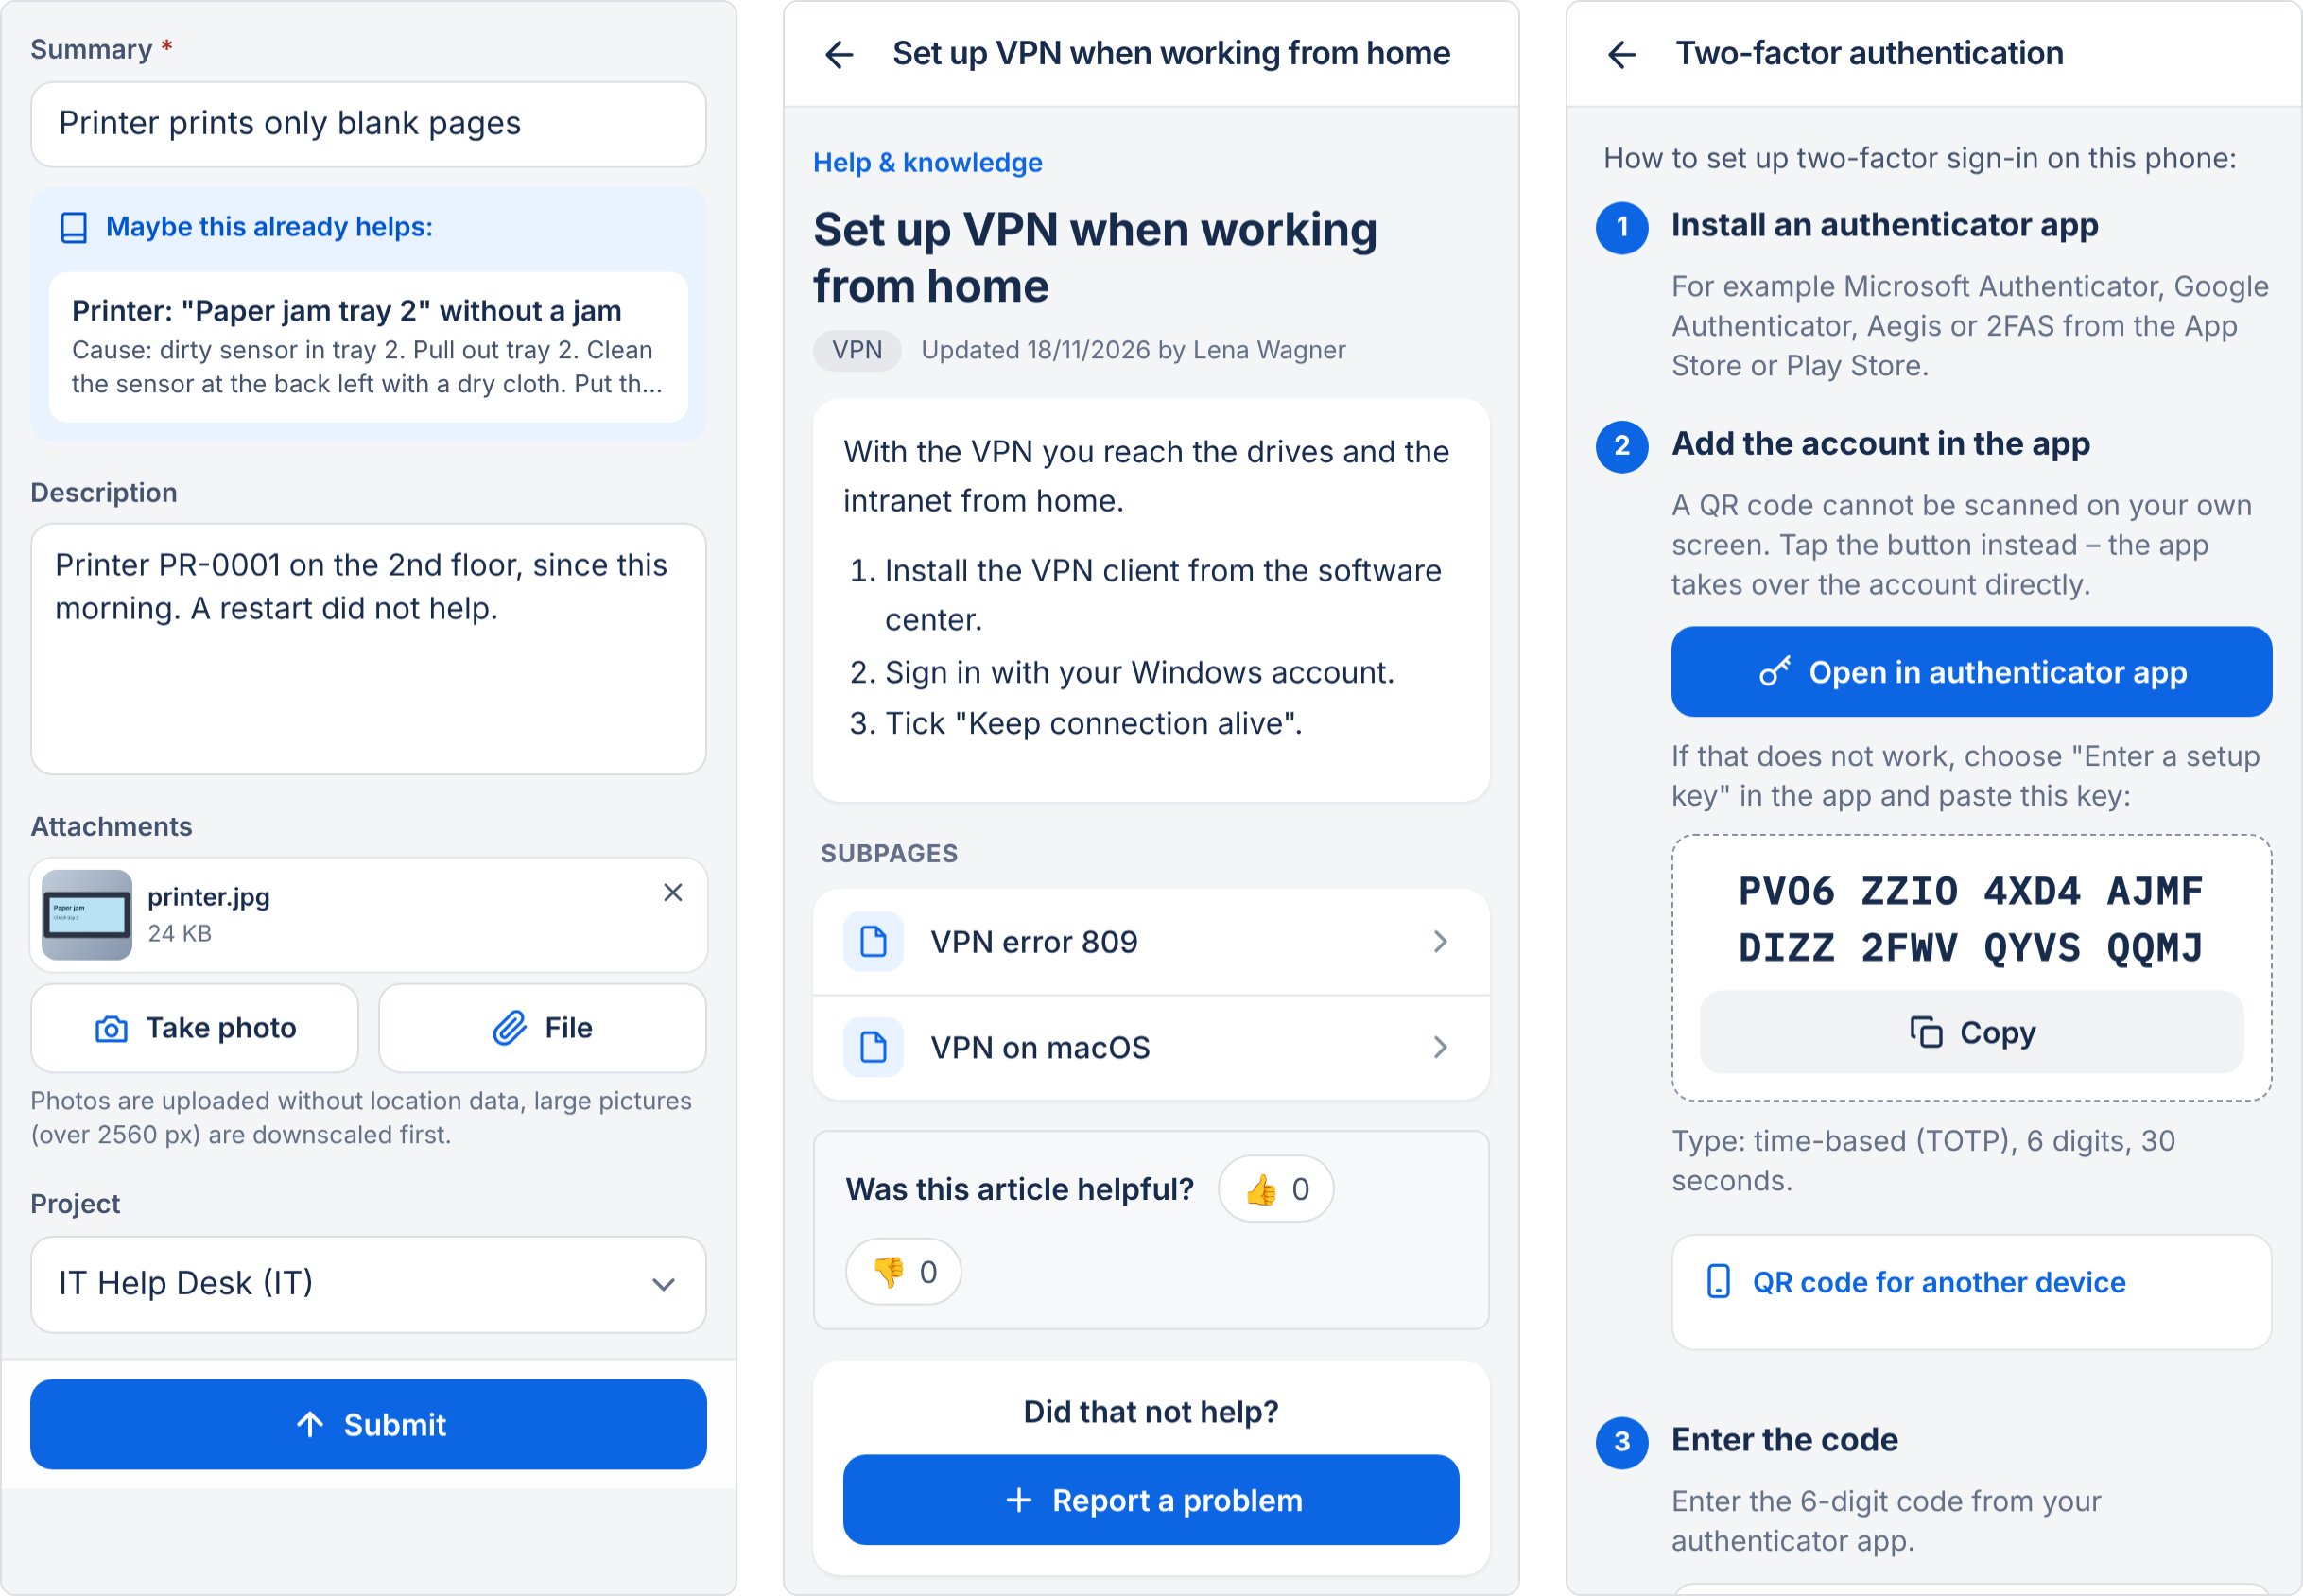 Summary *
Printer prints only blank pages
Maybe this already helps:
Printer: "Paper jam tray 2" without a jam
Cause: dirty sensor in tray 2. Pull out tray 2. Clean
the sensor at the back left with a dry cloth. Put th...
Description
Printer PR-0001 on the 2nd floor, since this
morning. A restart did not help.
Attachments
Paper jam
printer.jpg
24 KB
Take photo
File
Photos are uploaded without location data, large pictures
(over 2560 px) are downscaled first.
Project
IT Help Desk (IT)
Submit
Set up VPN when working from home
Help & knowledge
Set up VPN when working
from home
VPN
Updated 18/11/2026 by Lena Wagner
With the VPN you reach the drives and the
intranet from home.
1. Install the VPN client from the software
center.
2. Sign in with your Windows account.
3. Tick "Keep connection alive".
SUBPAGES
VPN error 809
VPN on macOS
Was this article helpful?
👍 0
👎 0
Did that not help?
Report a problem
Two-factor authentication
How to set up two-factor sign-in on this phone:
1
Install an authenticator app
For example Microsoft Authenticator, Google
Authenticator, Aegis or 2FAS from the App
Store or Play Store.
2
Add the account in the app
A QR code cannot be scanned on your own
screen. Tap the button instead – the app
takes over the account directly.
Open in authenticator app
If that does not work, choose "Enter a setup
key" in the app and paste this key:
PVO6 ZZIO 4XD4 AJMF
DIZZ 2FWV QYVS QQMJ
Copy
Type: time-based (TOTP), 6 digits, 30
seconds.
QR code for another device
3
Enter the code
Enter the 6-digit code from your
authenticator app.